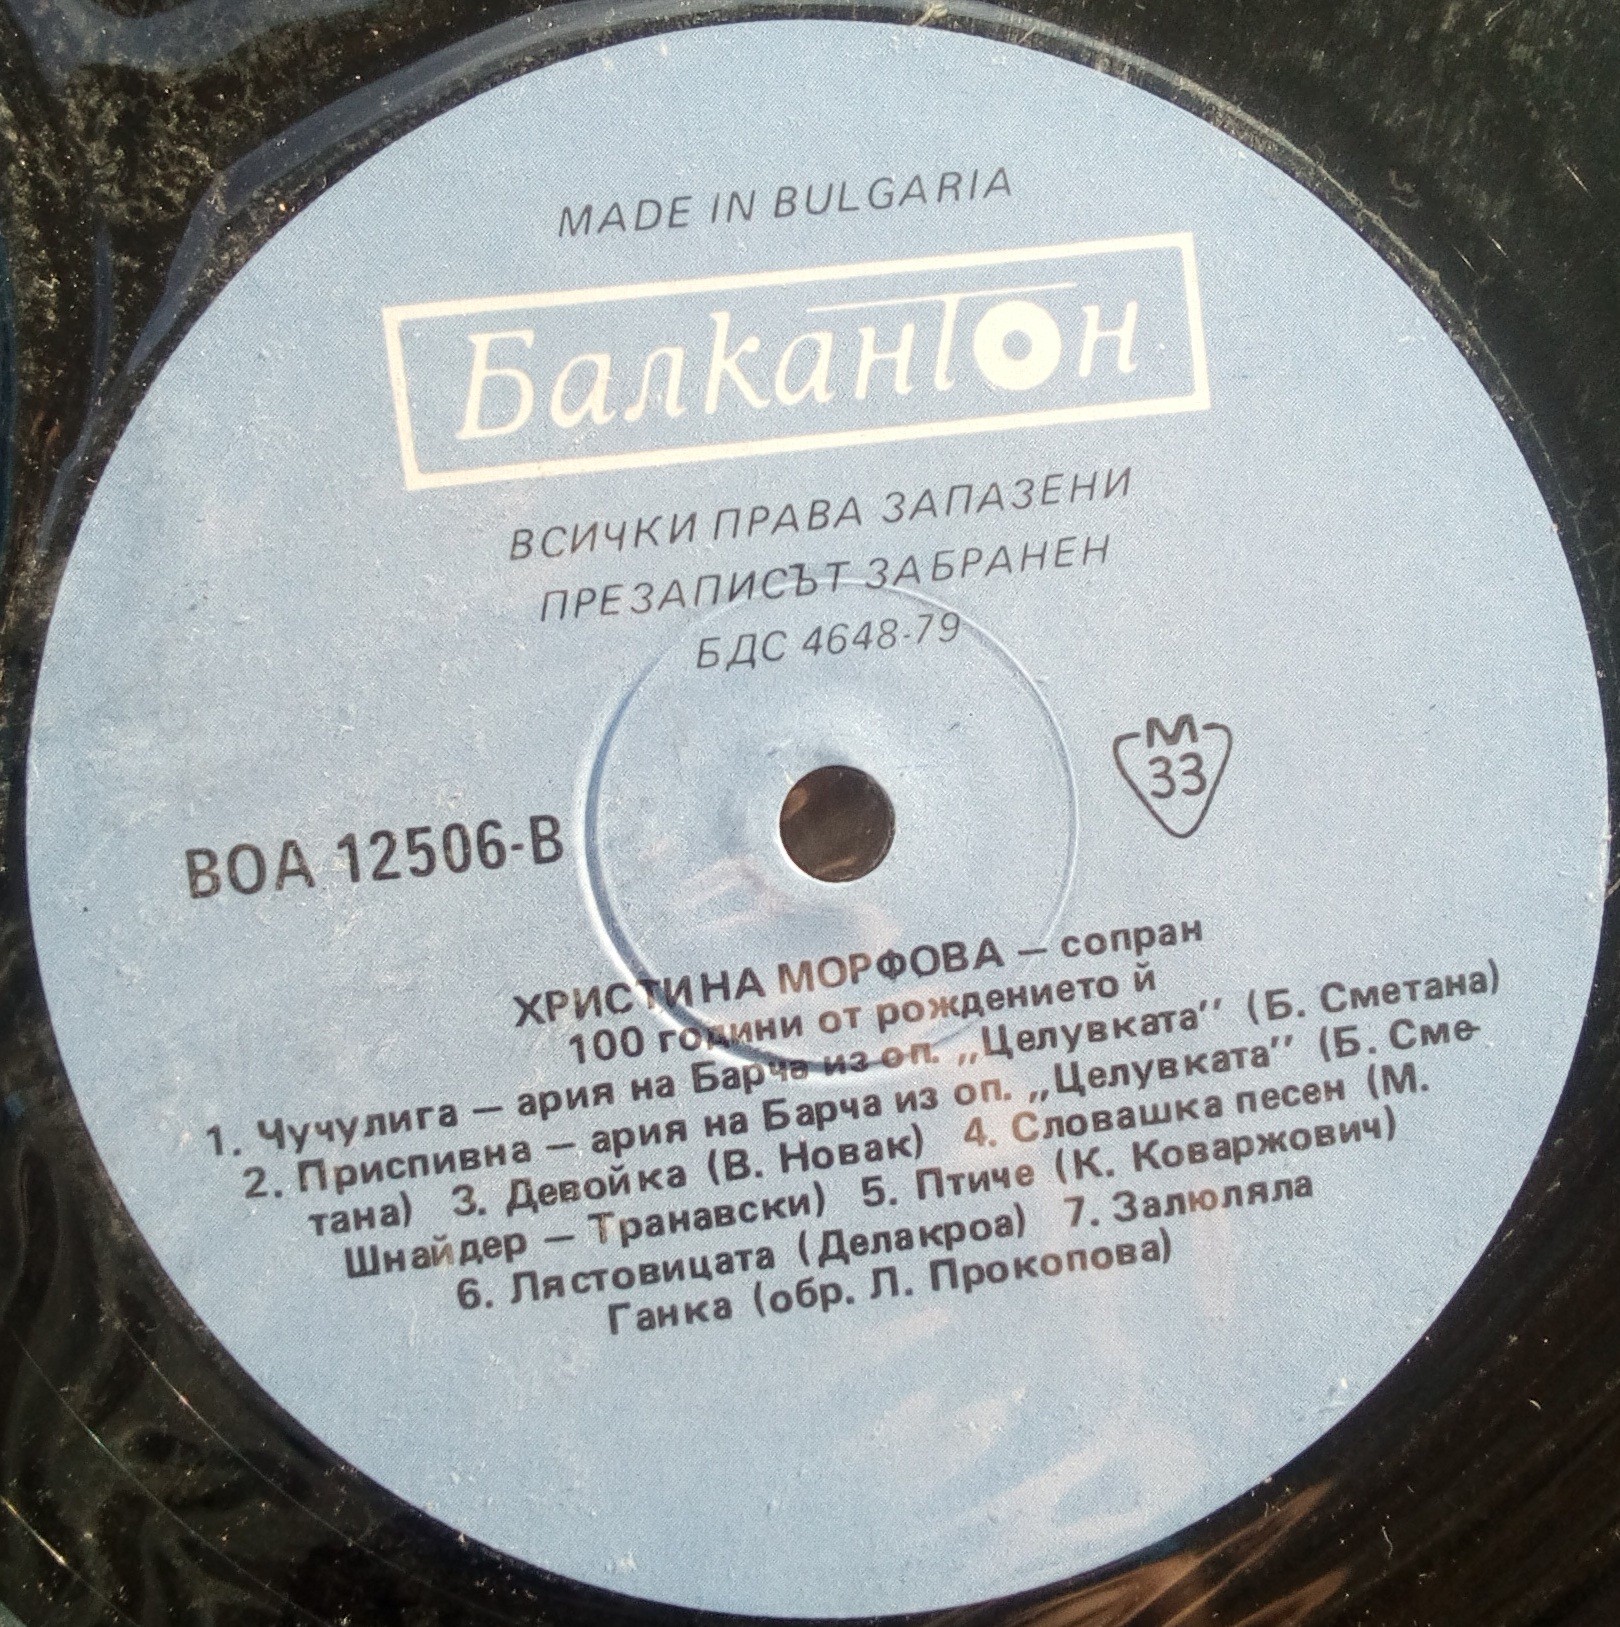 MADE IN BULGARIA
Балкантон
ВСИЧКИ ПРАВА ЗАПАЗЕНИ
ПРЕЗАПИСЪТ ЗАБРАНЕН
БДС 4648-79
М
33
ВОА 12506-В
ХРИСТИНА МОРФОВА — сопран
100 години от рождението й
1. Чучулига — ария на Барча из оп. „Целувката” (Б. Сметана)
2. Приспивна — ария на Барча из оп. „Целувката” (Б. Сме-
тана) 3. Девойка (В. Новак) 4. Словашка песен (М.
Шнайдер — Транавски) 5. Птиче (К. Коваржович)
6. Лястовицата (Делакроа) 7. Залюляла
Ганка (обр. Л. Прокопова)